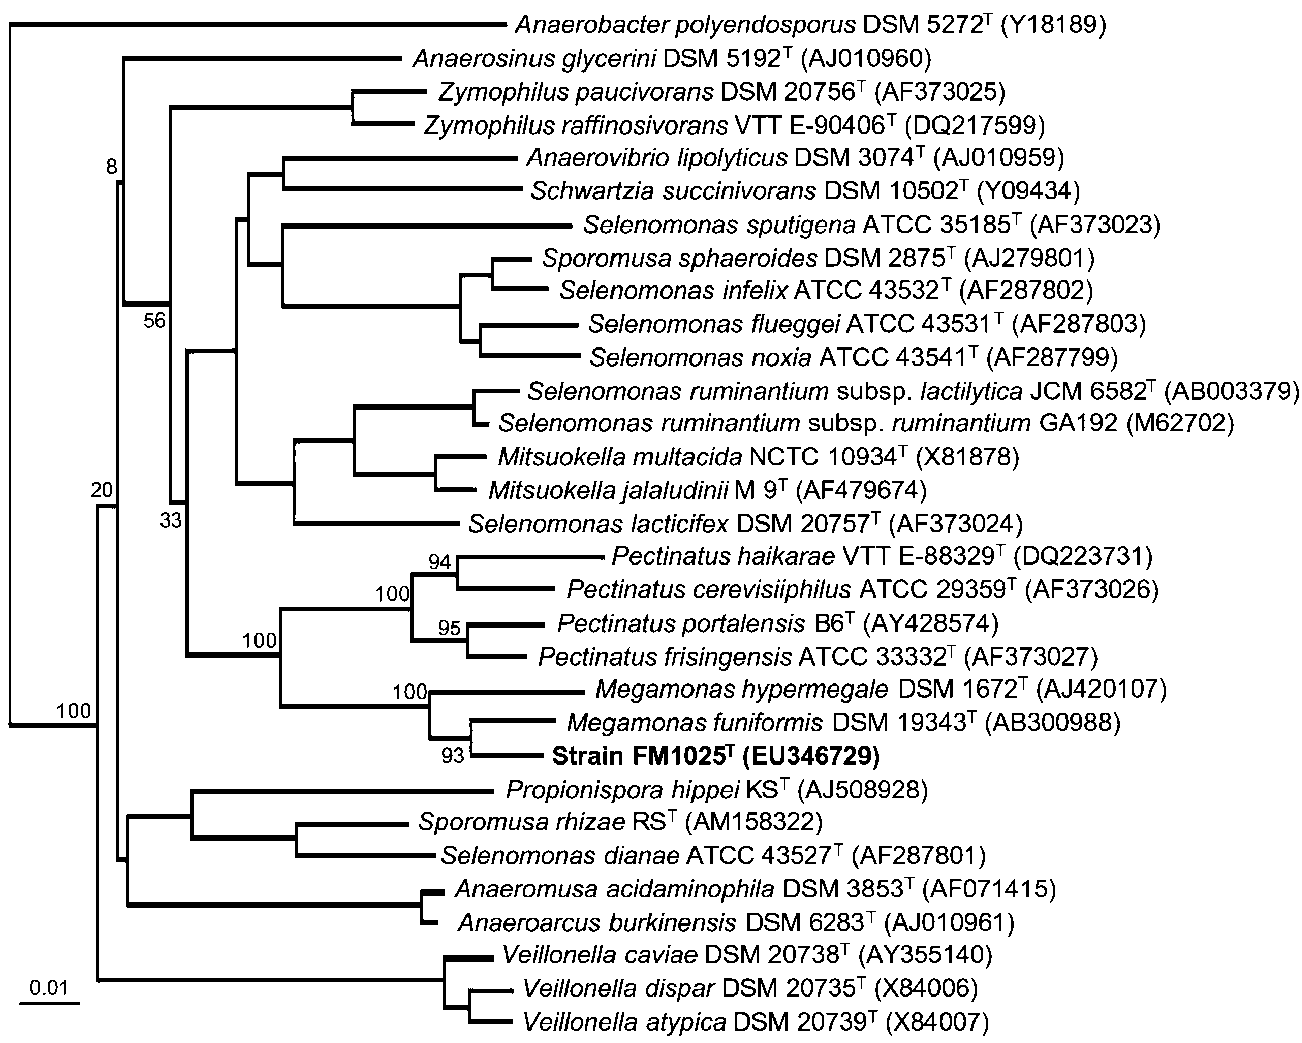 Anaerobacter polyendosporus DSM 5272T (Y18189)
Anaerosinus glycerini DSM 5192T (AJ010960)
Zymophilus paucivorans DSM 20756T (AF373025)
Zymophilus raffinosivorans VTT E-90406T (DQ217599)
Anaerovibrio lipolyticus DSM 3074T (AJ010959)
8
Schwartzia succinivorans DSM 10502T (Y09434)
Selenomonas sputigena ATCC 35185T (AF373023)
Sporomusa sphaeroides DSM 2875T (AJ279801)
Selenomonas infelix ATCC 43532T (AF287802)
56
Selenomonas flueggei ATCC 43531T (AF287803)
Selenomonas noxia ATCC 43541T (AF287799)
Selenomonas ruminantium subsp. lactilytica JCM 6582T (AB003379)
Selenomonas ruminantium subsp. ruminantium GA192 (M62702)
Mitsuokella multacida NCTC 10934T (X81878)
20
Mitsuokella jalaludinii M 9T (AF479674)
33
Selenomonas lacticifex DSM 20757T (AF373024)
Pectinatus haikarae VTT E-88329T (DQ223731)
94
Pectinatus cerevisiiphilus ATCC 29359T (AF373026)
100
Pectinatus portalensis B6T (AY428574)
95
100
Pectinatus frisingensis ATCC 33332T (AF373027)
Megamonas hypermegale DSM 1672T (AJ420107)
100
100
Megamonas funiformis DSM 19343T (AB300988)
93
Strain FM1025T (EU346729)
Propionispora hippei KST (AJ508928)
Sporomusa rhizae RST (AM158322)
Selenomonas dianae ATCC 43527T (AF287801)
Anaeromusa acidaminophila DSM 3853T (AF071415)
Anaeroarcus burkinensis DSM 6283T (AJ010961)
Veillonella caviae DSM 20738T (AY355140)
0.01
Veillonella dispar DSM 20735T (X84006)
Veillonella atypica DSM 20739T (X84007)